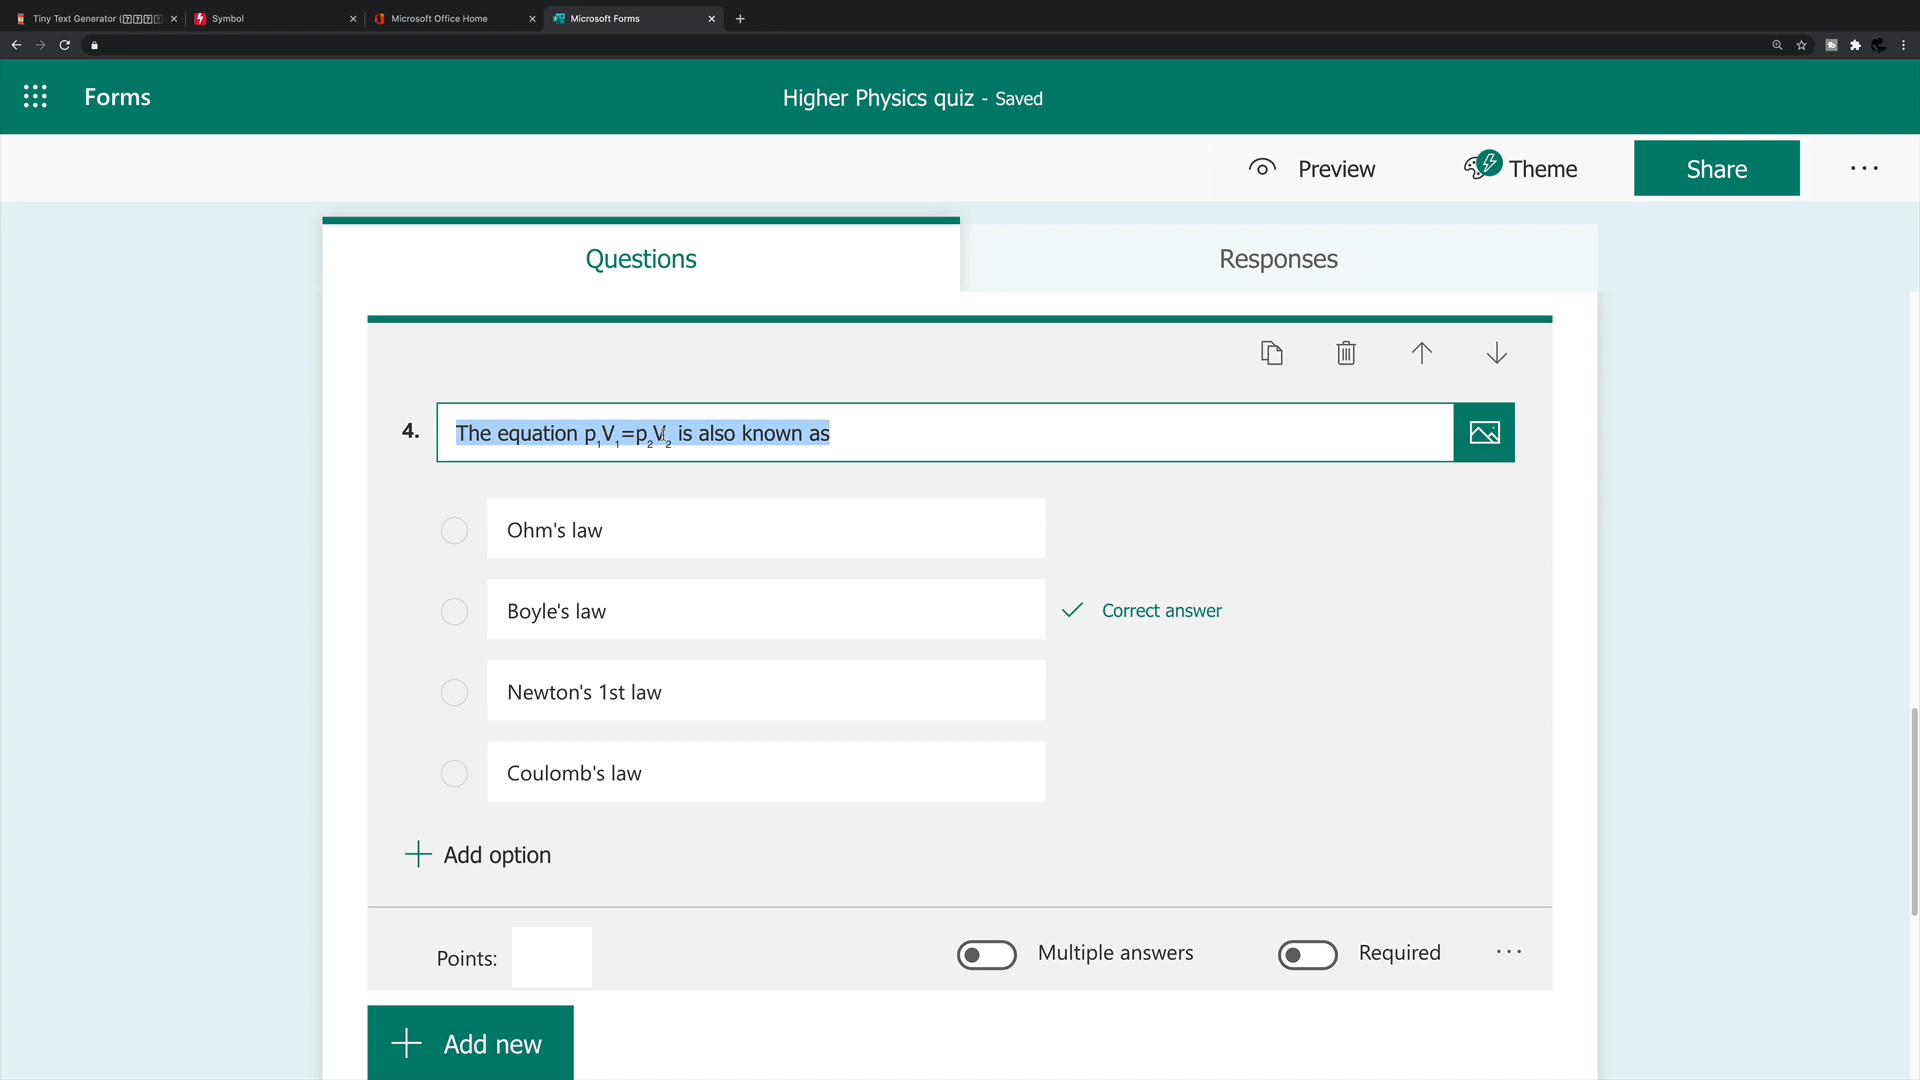 Tiny Text Generator (
Symbol
Microsoft Office Home
Microsoft Forms
Forms
Higher Physics quiz - Saved
Preview
Theme
Share
Questions
Responses
4.
The equation p₁V₁=p₂V₂ is also known as
Ohm's law
Boyle's law
Correct answer
Newton's 1st law
Coulomb's law
Add option
Points:
Multiple answers
Required
Add new